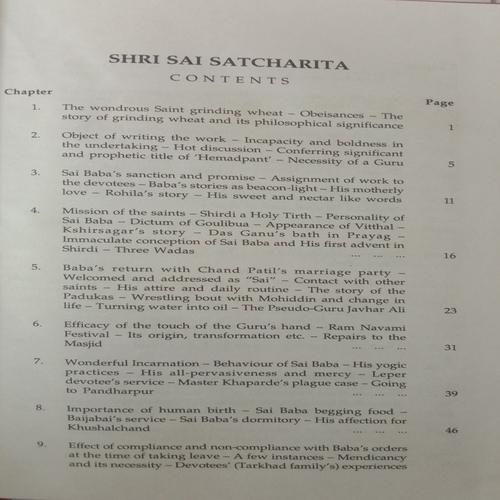 SHRI SAI SATCHARITA
CONTENTS
Chapter Page
1. The wondrous Saint grinding wheat – Obeisances – The
story of grinding wheat and its philosophical significance 1
2. Object of writing the work – Incapacity and boldness in
the undertaking – Hot discussion – Conferring significant
and prophetic title of 'Hemadpant' – Necessity of a Guru 5
3. Sai Baba's sanction and promise – Assignment of work to
the devotees – Baba's stories as beacon-light – His motherly
love – Rohila's story – His sweet and nectar like words 11
4. Mission of the saints – Shirdi a Holy Tirth – Personality of
Sai Baba – Dictum of Goulibua – Appearance of Vitthal –
Kshirsagar's story – Das Ganu's bath in Prayag –
Immaculate conception of Sai Baba and His first advent in
Shirdi – Three Wadas ... ... ... 16
5. Baba's return with Chand Patil's marriage party –
Welcomed and addressed as "Sai" – Contact with other
saints – His attire and daily routine – The story of the
Padukas – Wrestling bout with Mohiddin and change in
life – Turning water into oil – The Pseudo-Guru Javhar Ali 23
6. Efficacy of the touch of the Guru's hand – Ram Navami
Festival – Its origin, transformation etc. – Repairs to the
Masjid ... ... ... 31
7. Wonderful Incarnation – Behaviour of Sai Baba – His yogic
practices – His all-pervasiveness and mercy – Leper
devotee's service – Master Khaparde's plague case – Going
to Pandharpur ... ... ... 39
8. Importance of human birth – Sai Baba begging food –
Baijabai's service – Sai Baba's dormitory – His affection for
Khushalchand ... ... ... 46
9. Effect of compliance and non-compliance with Baba's orders
at the time of taking leave – A few instances – Mendicancy
and its necessity – Devotees' (Tarkhad family's) experiences